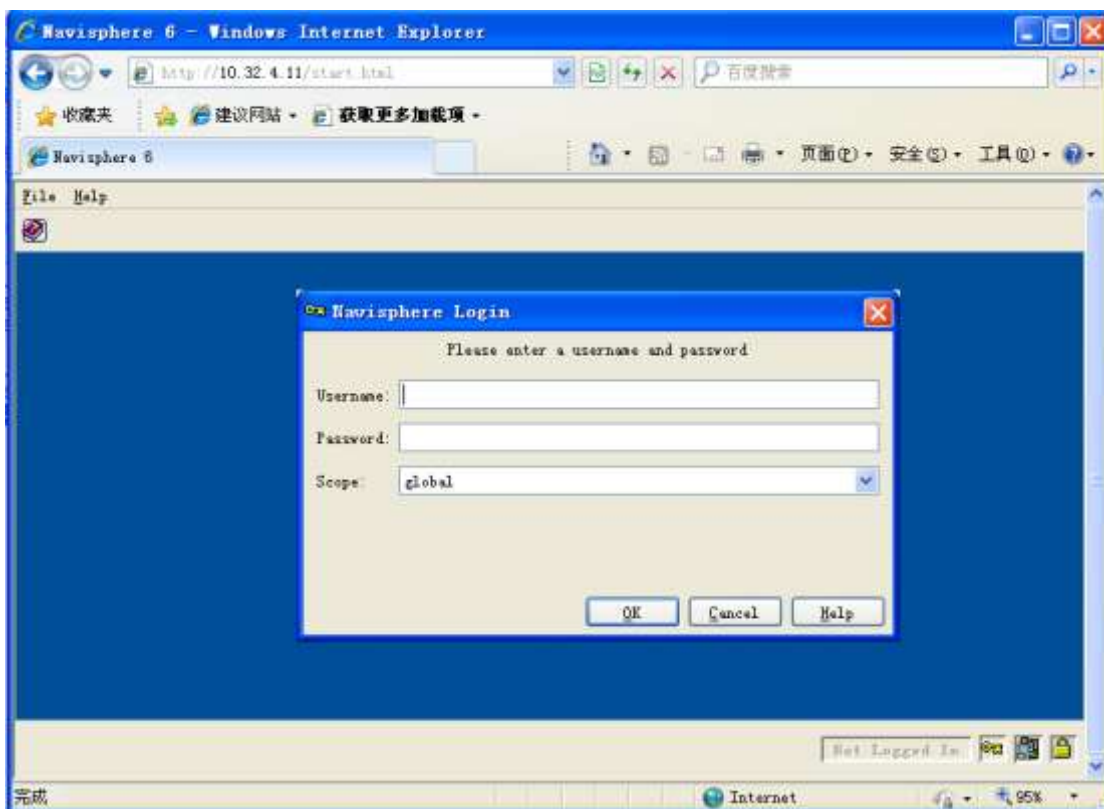 Navisphere 6 - Windows Internet Explorer
http://10.32.4.11/start.html 百度搜索
收藏夹 建议网站 获取更多加载项
Navisphere 6 页面(P) 安全(S) 工具(O)
File Help
Navisphere Login
Please enter a username and password
Username:
Password:
Scope: global
OK Cancel Help
Not Logged In
完成 Internet 95%